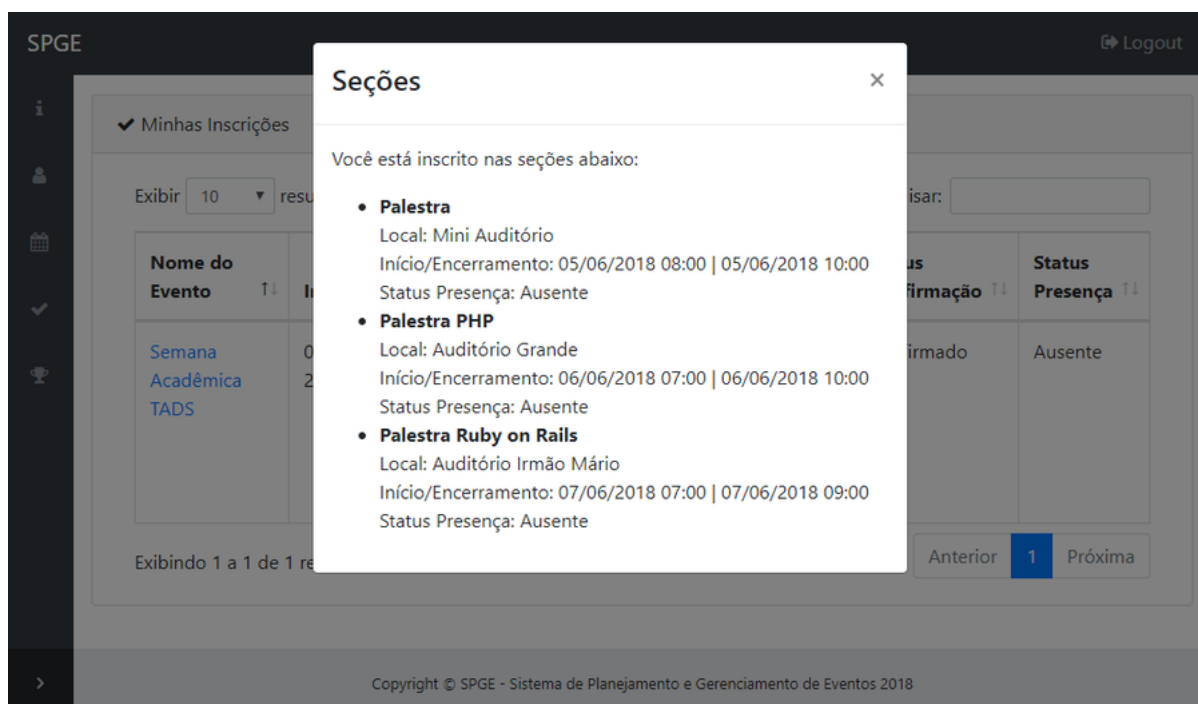 SPGE
Logout
Seções
×
Minhas Inscrições
Você está inscrito nas seções abaixo:
Exibir 10
Palestra
Local: Mini Auditório
Início/Encerramento: 05/06/2018 08:00 | 05/06/2018 10:00
Status Presença: Ausente
Palestra PHP
Local: Auditório Grande
Início/Encerramento: 06/06/2018 07:00 | 06/06/2018 10:00
Status Presença: Ausente
Palestra Ruby on Rails
Local: Auditório Irmão Mário
Início/Encerramento: 07/06/2018 07:00 | 07/06/2018 09:00
Status Presença: Ausente
Nome do
Evento
Status
Presença
Semana
Acadêmica
TADS
Ausente
Exibindo 1 a 1 de 1
Anterior 1 Próxima
Copyright © SPGE - Sistema de Planejamento e Gerenciamento de Eventos 2018